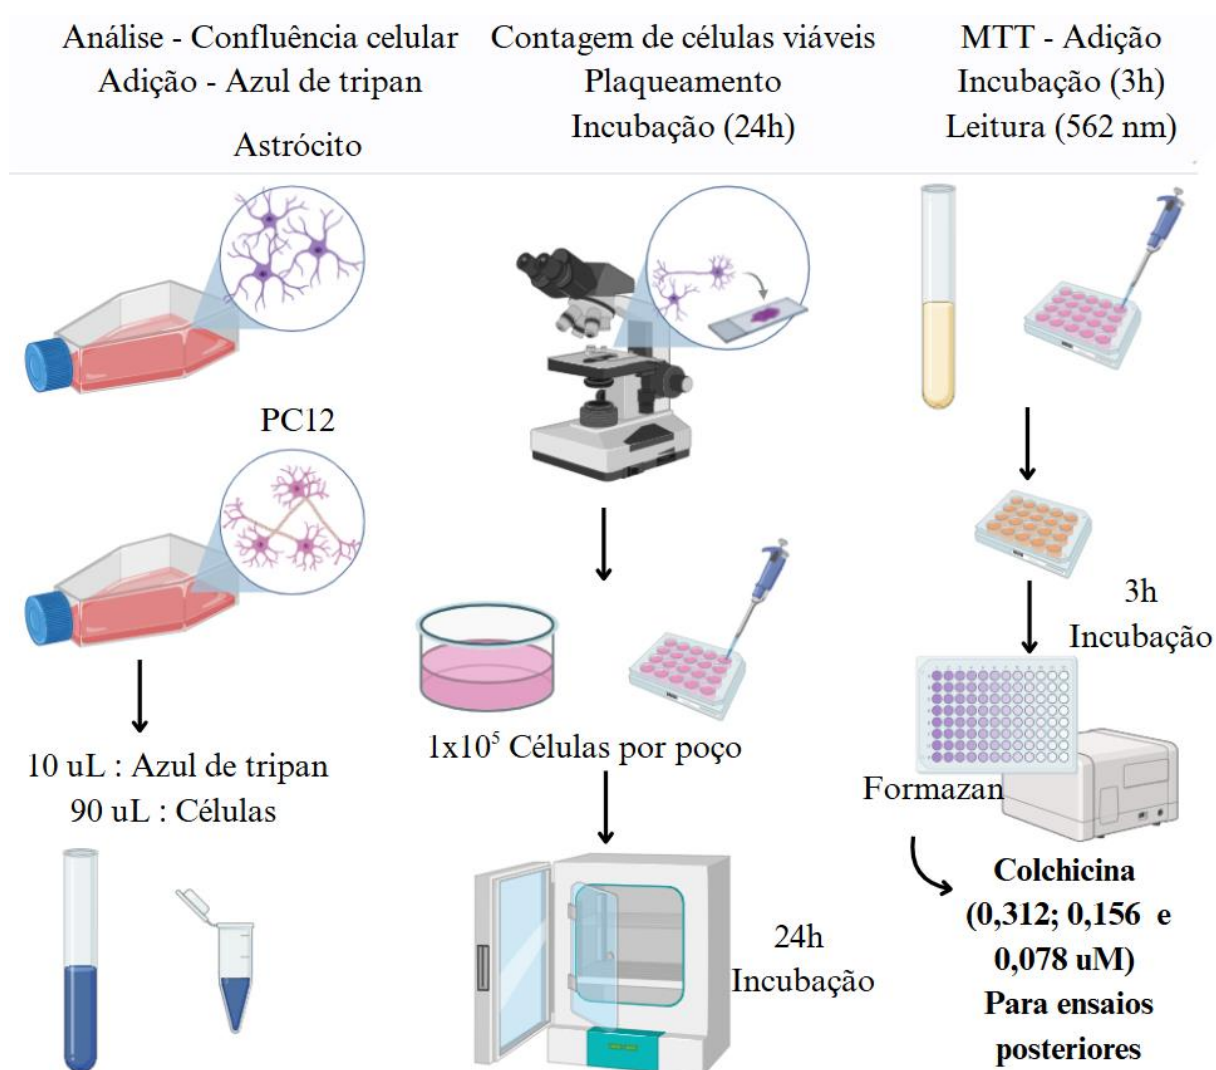 Análise - Confluência celular
Adição - Azul de tripan
Astrócito
PC12
10 uL : Azul de tripan
90 uL : Células
Contagem de células viáveis
Plaqueamento
Incubação (24h)
1x10⁵ Células por poço
24h
Incubação
MTT - Adição
Incubação (3h)
Leitura (562 nm)
3h
Incubação
Formazan
Colchicina
(0,312; 0,156 e
0,078 uM)
Para ensaios
posteriores